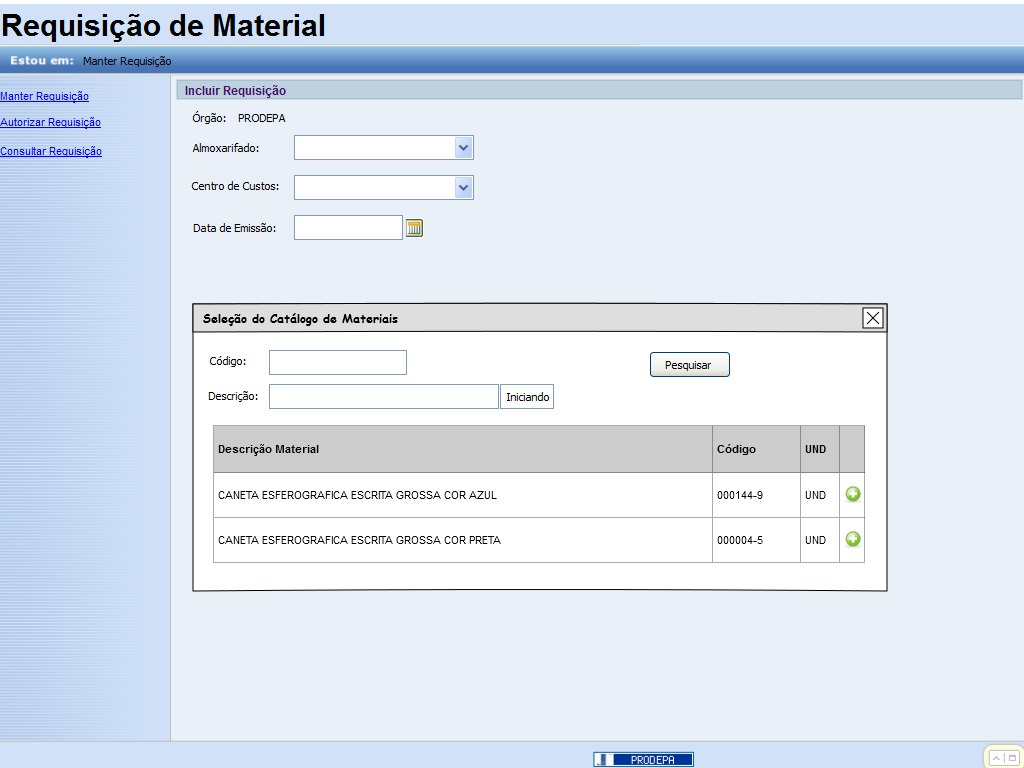 Requisição de Material
Estou em: Manter Requisição
Manter Requisição
Autorizar Requisição
Consultar Requisição
Incluir Requisição
Órgão: PRODEPA
Almoxarifado:
Centro de Custos:
Data de Emissão:
Seleção do Catálogo de Materiais
Código:
Pesquisar
Descrição:
Iniciando
Descrição Material Código UND
CANETA ESFEROGRAFICA ESCRITA GROSSA COR AZUL 000144-9 UND
CANETA ESFEROGRAFICA ESCRITA GROSSA COR PRETA 000004-5 UND
PRODEPA